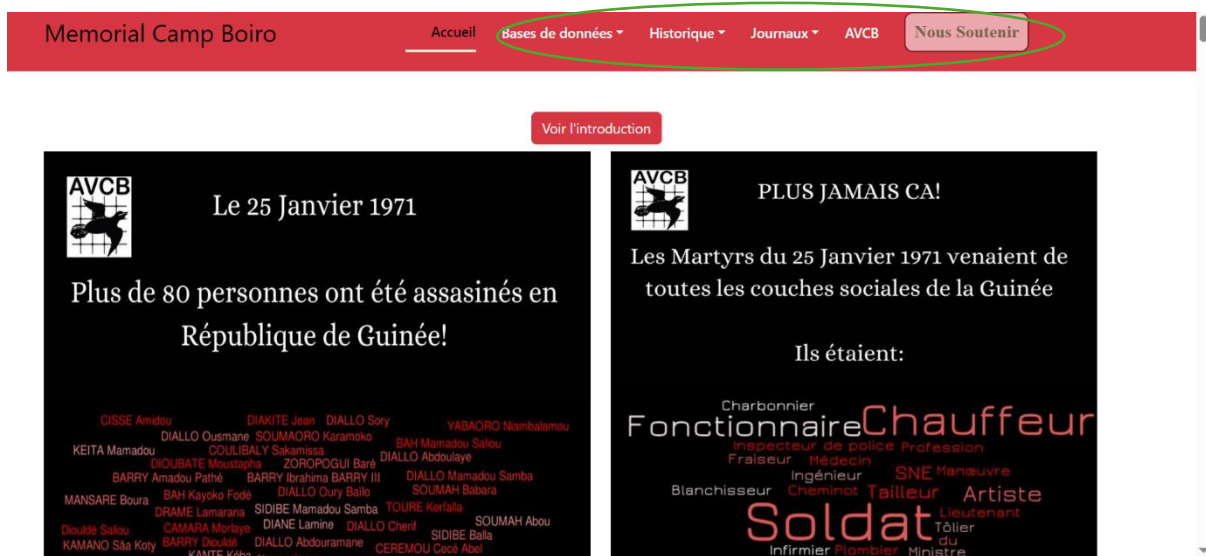 Memorial Camp Boiro
Accueil
Bases de données
Historique
Journaux
AVCB
Nous Soutenir
Voir l'introduction
AVCB
Le 25 Janvier 1971
Plus de 80 personnes ont été assasinés en
République de Guinée!
CISSE Amidou DIAKITE Jean DIALLO Sory YABAORO Niambalamou
DIALLO Ousmane SOUMAORO Karamoko BAH Mamadou Saliou
KEITA Mamadou COULIBALY Sakamissa DIALLO Abdoulaye
DIOUBATE Moustapha ZOROPOGUI Baré
BARRY Amadou Pathé BARRY Ibrahima BARRY III DIALLO Mamadou Samba
MANSARE Boura BAH Kayoko Fodé DIALLO Oury Bailo SOUMAH Babara
DRAME Lamarana SIDIBE Mamadou Samba TOURE Kerfalla
Diouldé Saliou CAMARA Morlaye DIANE Lamine DIALLO Cherif SOUMAH Abou
SIDIBE Balla
KAMANO Sâa Koty BARRY Diouldé DIALLO Abdouramane CEREMOU Cécé Abel
KANTE Kéba
AVCB
PLUS JAMAIS CA!
Les Martyrs du 25 Janvier 1971 venaient de
toutes les couches sociales de la Guinée
Ils étaient:
Charbonnier
Fonctionnaire Chauffeur
Inspecteur de police Profession
Fraiseur Médecin
Ingénieur SNE Manœuvre
Blanchisseur Cheminot Tailleur Artiste
Soldat Lieutenant
Tôlier
du
Infirmier Plombier Ministre